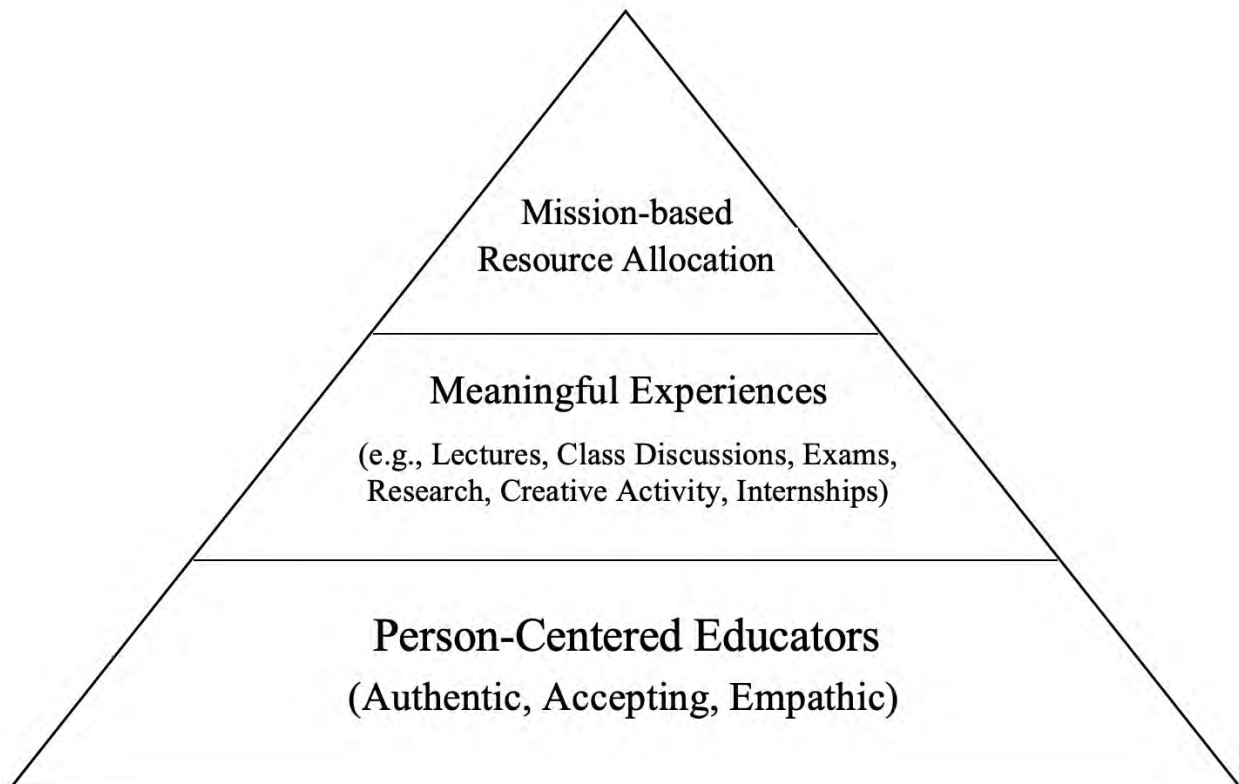 Mission-based
Resource Allocation
Meaningful Experiences
(e.g., Lectures, Class Discussions, Exams,
Research, Creative Activity, Internships)
Person-Centered Educators
(Authentic, Accepting, Empathic)